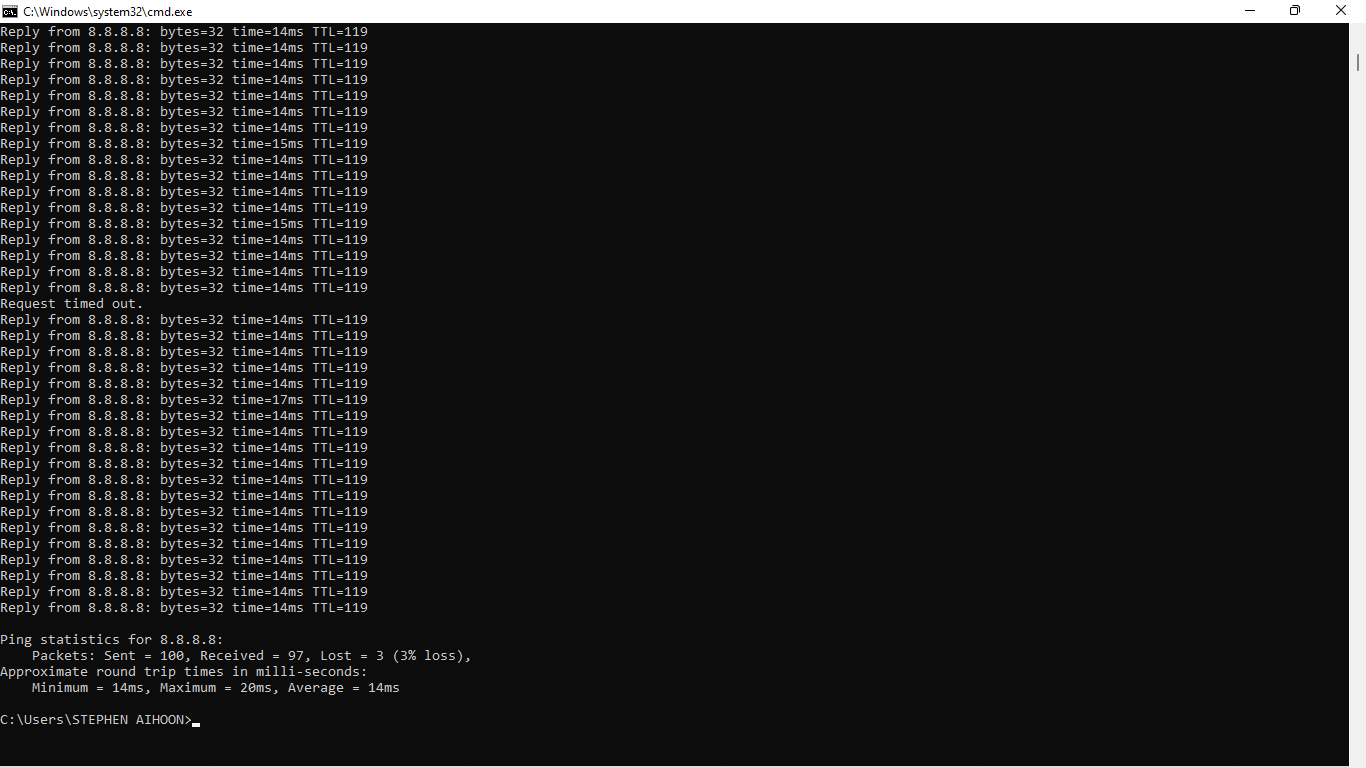 C:\Windows\system32\cmd.exe
Reply from 8.8.8.8: bytes=32 time=14ms TTL=119
Reply from 8.8.8.8: bytes=32 time=14ms TTL=119
Reply from 8.8.8.8: bytes=32 time=14ms TTL=119
Reply from 8.8.8.8: bytes=32 time=14ms TTL=119
Reply from 8.8.8.8: bytes=32 time=14ms TTL=119
Reply from 8.8.8.8: bytes=32 time=14ms TTL=119
Reply from 8.8.8.8: bytes=32 time=14ms TTL=119
Reply from 8.8.8.8: bytes=32 time=15ms TTL=119
Reply from 8.8.8.8: bytes=32 time=14ms TTL=119
Reply from 8.8.8.8: bytes=32 time=14ms TTL=119
Reply from 8.8.8.8: bytes=32 time=14ms TTL=119
Reply from 8.8.8.8: bytes=32 time=14ms TTL=119
Reply from 8.8.8.8: bytes=32 time=15ms TTL=119
Reply from 8.8.8.8: bytes=32 time=14ms TTL=119
Reply from 8.8.8.8: bytes=32 time=14ms TTL=119
Reply from 8.8.8.8: bytes=32 time=14ms TTL=119
Reply from 8.8.8.8: bytes=32 time=14ms TTL=119
Request timed out.
Reply from 8.8.8.8: bytes=32 time=14ms TTL=119
Reply from 8.8.8.8: bytes=32 time=14ms TTL=119
Reply from 8.8.8.8: bytes=32 time=14ms TTL=119
Reply from 8.8.8.8: bytes=32 time=14ms TTL=119
Reply from 8.8.8.8: bytes=32 time=14ms TTL=119
Reply from 8.8.8.8: bytes=32 time=17ms TTL=119
Reply from 8.8.8.8: bytes=32 time=14ms TTL=119
Reply from 8.8.8.8: bytes=32 time=14ms TTL=119
Reply from 8.8.8.8: bytes=32 time=14ms TTL=119
Reply from 8.8.8.8: bytes=32 time=14ms TTL=119
Reply from 8.8.8.8: bytes=32 time=14ms TTL=119
Reply from 8.8.8.8: bytes=32 time=14ms TTL=119
Reply from 8.8.8.8: bytes=32 time=14ms TTL=119
Reply from 8.8.8.8: bytes=32 time=14ms TTL=119
Reply from 8.8.8.8: bytes=32 time=14ms TTL=119
Reply from 8.8.8.8: bytes=32 time=14ms TTL=119
Reply from 8.8.8.8: bytes=32 time=14ms TTL=119
Reply from 8.8.8.8: bytes=32 time=14ms TTL=119
Reply from 8.8.8.8: bytes=32 time=14ms TTL=119
Ping statistics for 8.8.8.8:
Packets: Sent = 100, Received = 97, Lost = 3 (3% loss),
Approximate round trip times in milli-seconds:
Minimum = 14ms, Maximum = 20ms, Average = 14ms
C:\Users\STEPHEN AIHOON>_